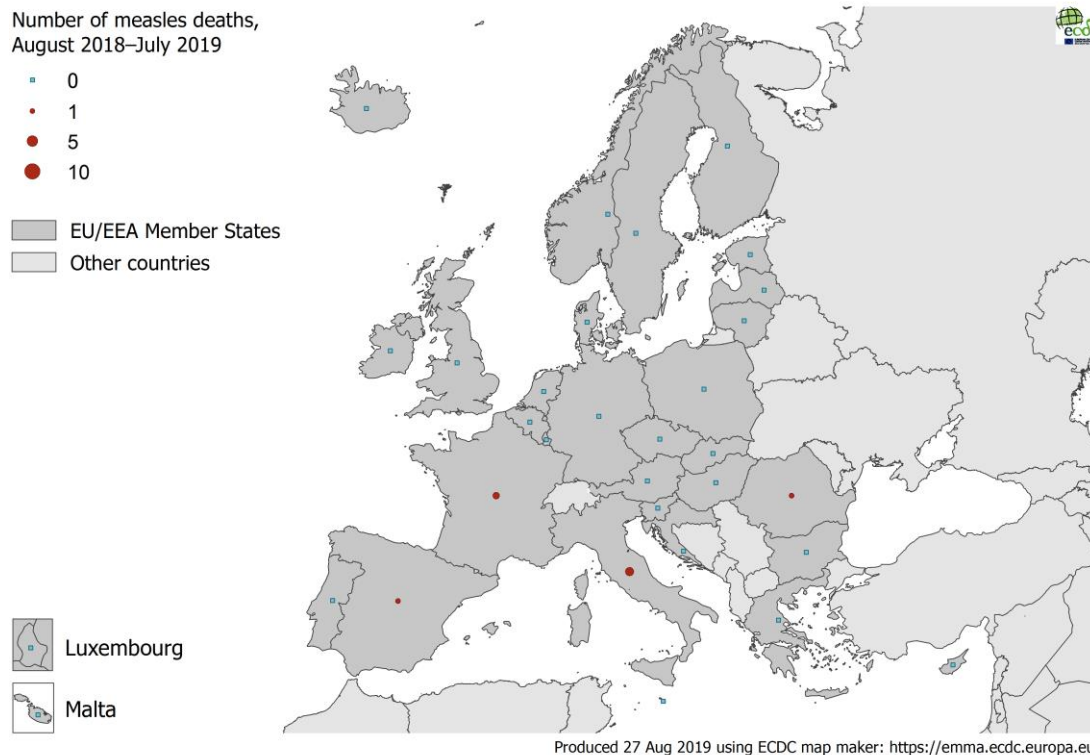 Number of measles deaths,
August 2018–July 2019
0
1
5
10
EU/EEA Member States
Other countries
ecdc
Luxembourg
Malta
Produced 27 Aug 2019 using ECDC map maker: https://emma.ecdc.europa.eu